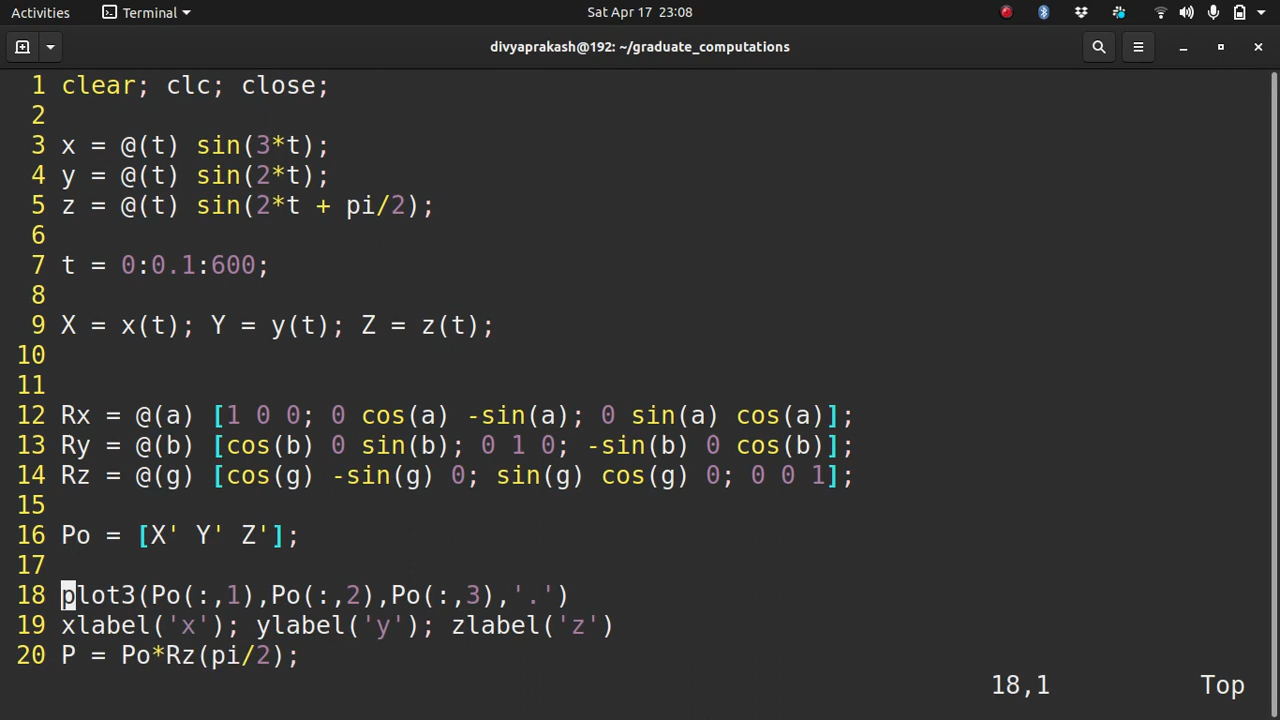 Activities Terminal Sat Apr 17 23:08
divyaprakash@192: ~/graduate_computations
1 clear; clc; close;
2
3 x = @(t) sin(3*t);
4 y = @(t) sin(2*t);
5 z = @(t) sin(2*t + pi/2);
6
7 t = 0:0.1:600;
8
9 X = x(t); Y = y(t); Z = z(t);
10
11
12 Rx = @(a) [1 0 0; 0 cos(a) -sin(a); 0 sin(a) cos(a)];
13 Ry = @(b) [cos(b) 0 sin(b); 0 1 0; -sin(b) 0 cos(b)];
14 Rz = @(g) [cos(g) -sin(g) 0; sin(g) cos(g) 0; 0 0 1];
15
16 Po = [X' Y' Z'];
17
18 plot3(Po(:,1),Po(:,2),Po(:,3),'.')
19 xlabel('x'); ylabel('y'); zlabel('z')
20 P = Po*Rz(pi/2);
18,1 Top